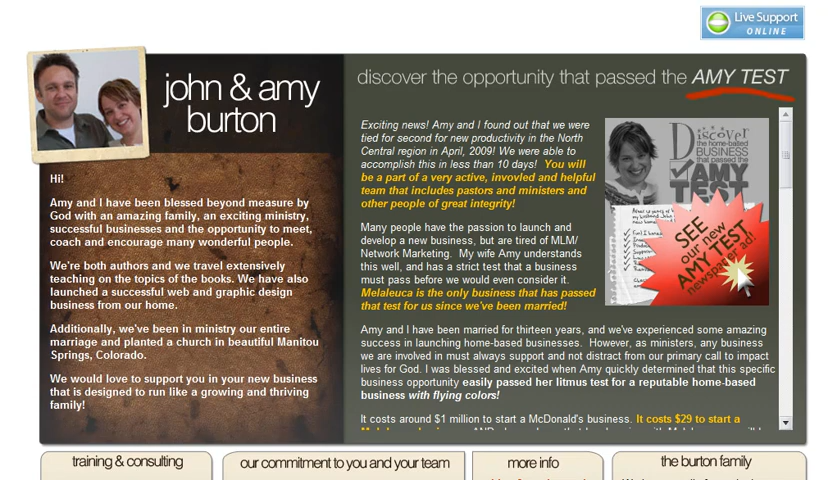 Live Support
ONLINE
john & amy
burton
discover the opportunity that passed the AMY TEST
Hi!
Amy and I have been blessed beyond measure by
God with an amazing family, an exciting ministry,
successful businesses and the opportunity to meet,
coach and encourage many wonderful people.
We're both authors and we travel extensively
teaching on the topics of the books. We have also
launched a successful web and graphic design
business from our home.
Additionally, we've been in ministry our entire
marriage and planted a church in beautiful Manitou
Springs, Colorado.
We would love to support you in your new business
that is designed to run like a growing and thriving
family!
Exciting news! Amy and I found out that we were
tied for second for new productivity in the North
Central region in April, 2009! We were able to
accomplish this in less than 10 days! You will
be a part of a very active, invovled and helpful
team that includes pastors and ministers and
other people of great integrity!
Many people have the passion to launch and
develop a new business, but are tired of MLM/
Network Marketing. My wife Amy understands
this well, and has a strict test that a business
must pass before we would even consider it.
Melaleuca is the only business that has passed
that test for us since we've been married!
Discover
the home-based
BUSINESS
that passed the
AMY
TEST
SEE
our new
AMY TEST
newspaper ad!
Amy and I have been married for thirteen years, and we've experienced some amazing
success in launching home-based businesses. However, as ministers, any business
we are involved in must always support and not distract from our primary call to impact
lives for God. I was blessed and excited when Amy quickly determined that this specific
business opportunity easily passed her litmus test for a reputable home-based
business with flying colors!
It costs around $1 million to start a McDonald's business. It costs $29 to start a
training & consulting
our commitment to you and your team
more info
the burton family